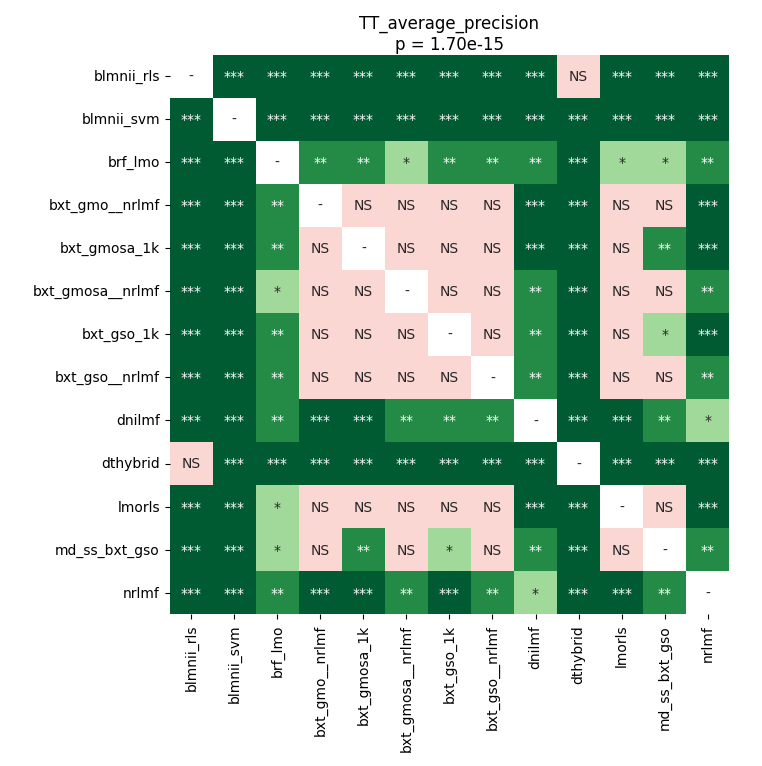 TT_average_precision
p = 1.70e-15
blmnii_rls - *** *** *** *** *** *** *** *** NS *** *** ***
blmnii_svm *** - *** *** *** *** *** *** *** *** *** *** ***
brf_lmo *** *** - ** ** * ** ** ** *** * * **
bxt_gmo__nrlmf *** *** ** - NS NS NS NS *** *** NS NS ***
bxt_gmosa_1k *** *** ** NS - NS NS NS *** *** NS ** ***
bxt_gmosa__nrlmf *** *** * NS NS - NS NS ** *** NS NS **
bxt_gso_1k *** *** ** NS NS NS - NS ** *** NS * ***
bxt_gso__nrlmf *** *** ** NS NS NS NS - ** *** NS NS **
dnilmf *** *** ** *** *** ** ** ** - *** *** ** *
dthybrid NS *** *** *** *** *** *** *** *** - *** *** ***
lmorls *** *** * NS NS NS NS NS *** *** - NS ***
md_ss_bxt_gso *** *** * NS ** NS * NS ** *** NS - **
nrlmf *** *** ** *** *** ** *** ** * *** *** ** -
blmnii_rls
blmnii_svm
brf_lmo
bxt_gmo__nrlmf
bxt_gmosa_1k
bxt_gmosa__nrlmf
bxt_gso_1k
bxt_gso__nrlmf
dnilmf
dthybrid
lmorls
md_ss_bxt_gso
nrlmf